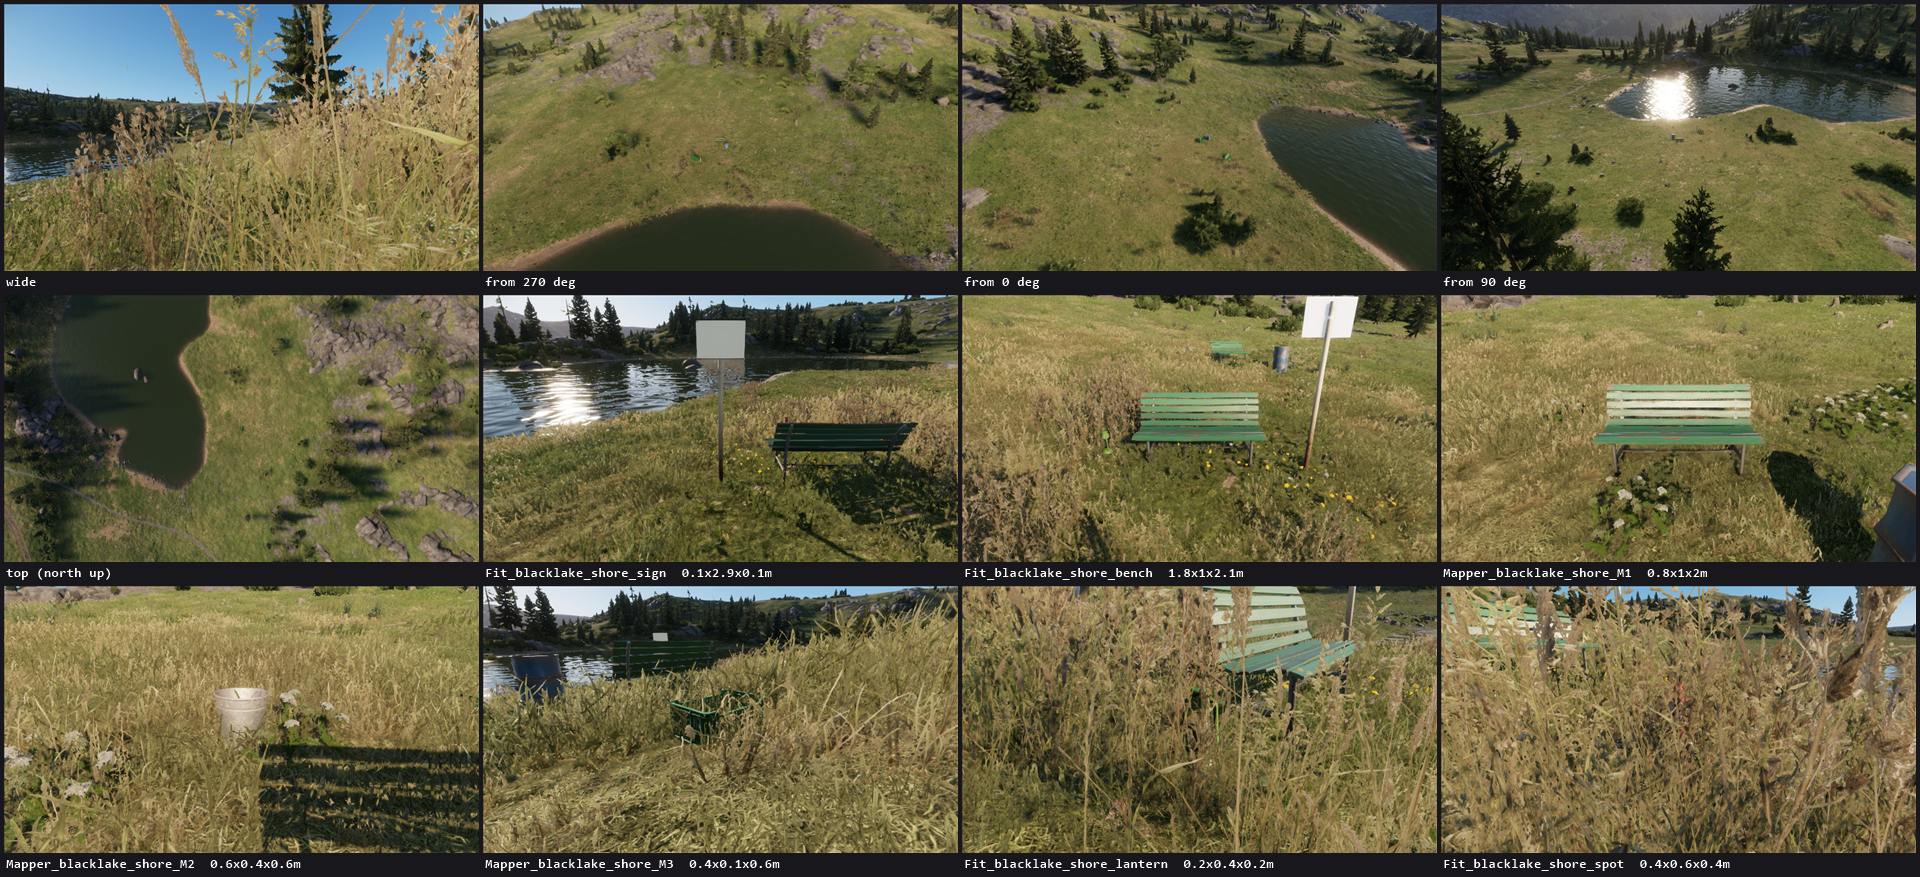 wide
from 270 deg
from 0 deg
from 90 deg
top (north up)
Fit_blacklake_shore_sign 0.1x2.9x0.1m
Fit_blacklake_shore_bench 1.8x1x2.1m
Mapper_blacklake_shore_M1 0.8x1x2m
Mapper_blacklake_shore_M2 0.6x0.4x0.6m
Mapper_blacklake_shore_M3 0.4x0.1x0.6m
Fit_blacklake_shore_lantern 0.2x0.4x0.2m
Fit_blacklake_shore_spot 0.4x0.6x0.4m